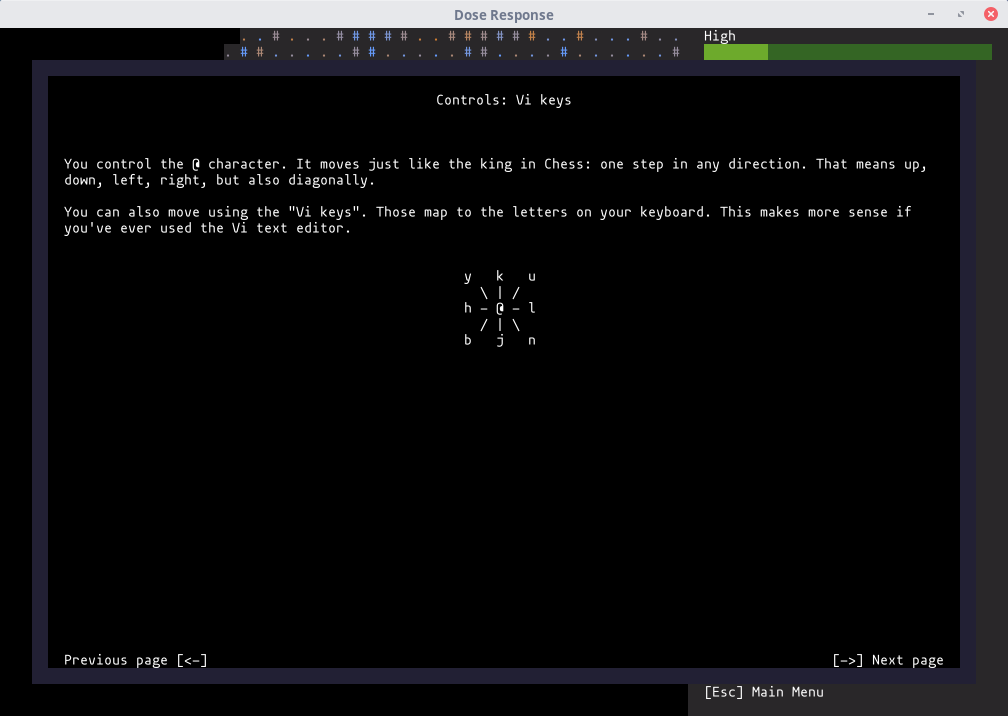 Dose Response
. . # . . . # # # # # . . # # # # # # . . # . . . # . .
High
. # # . . . . . # # . . . . . # # . . . . # . . . . . . #
Controls: Vi keys
You control the @ character. It moves just like the king in Chess: one step in any direction. That means up,
down, left, right, but also diagonally.
You can also move using the "Vi keys". Those map to the letters on your keyboard. This makes more sense if
you've ever used the Vi text editor.
y k u
\ | /
h - @ - l
/ | \
b j n
Previous page [<-]
[->] Next page
[Esc] Main Menu